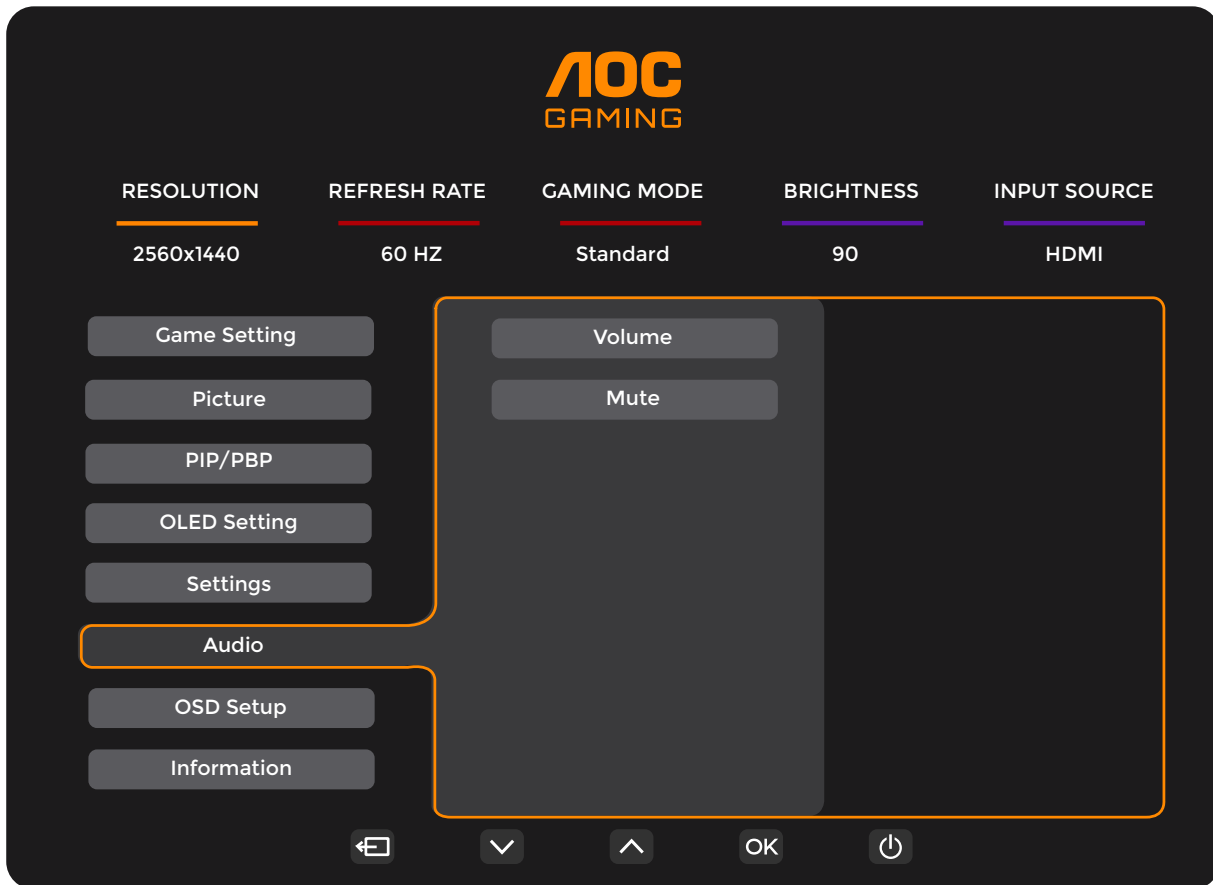 AOC
GAMING
RESOLUTION REFRESH RATE GAMING MODE BRIGHTNESS INPUT SOURCE
2560x1440 60 HZ Standard 90 HDMI
Game Setting
Volume
Picture
Mute
PIP/PBP
OLED Setting
Settings
Audio
OSD Setup
Information
OK